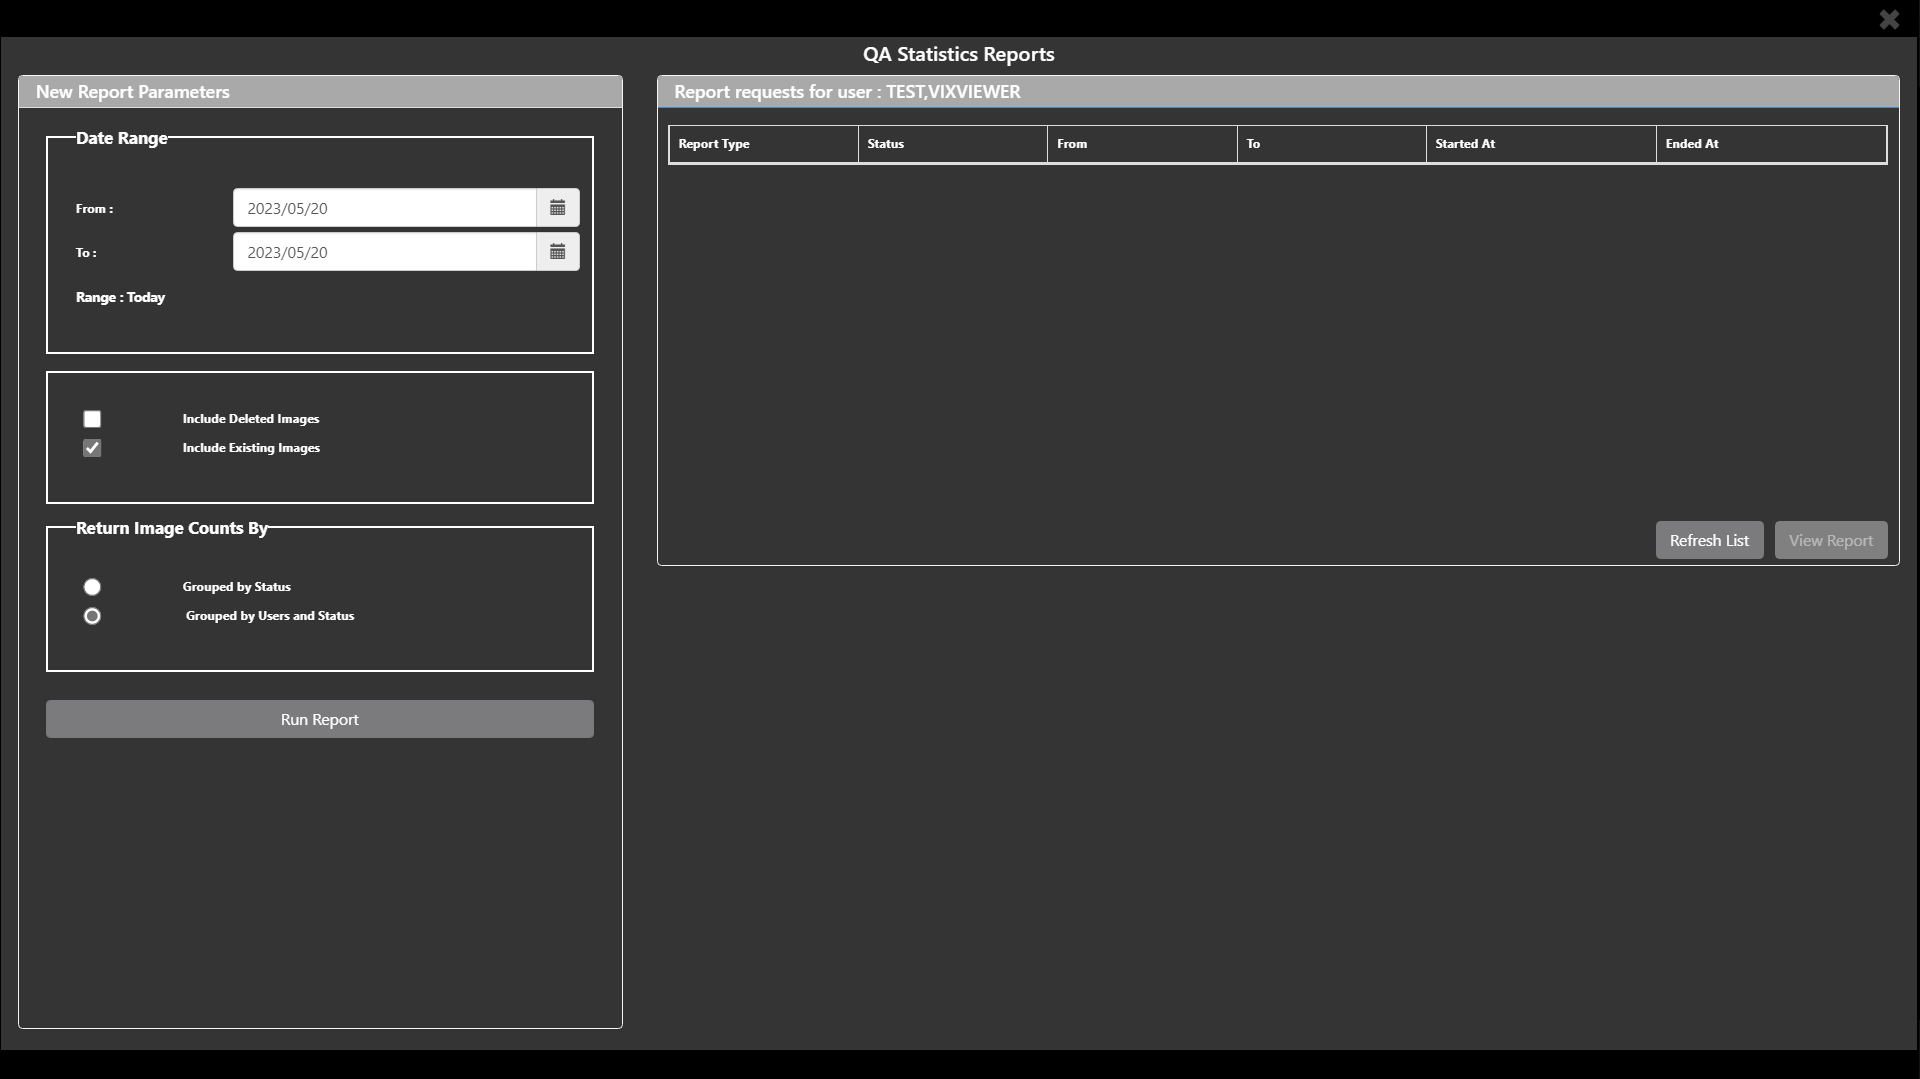 QA Statistics Reports
New Report Parameters
Date Range
From :
2023/05/20
To :
2023/05/20
Range : Today
Include Deleted Images
Include Existing Images
Return Image Counts By
Grouped by Status
Grouped by Users and Status
Run Report
Report requests for user : TEST,VIXVIEWER
Report Type Status From To Started At Ended At
Refresh List View Report